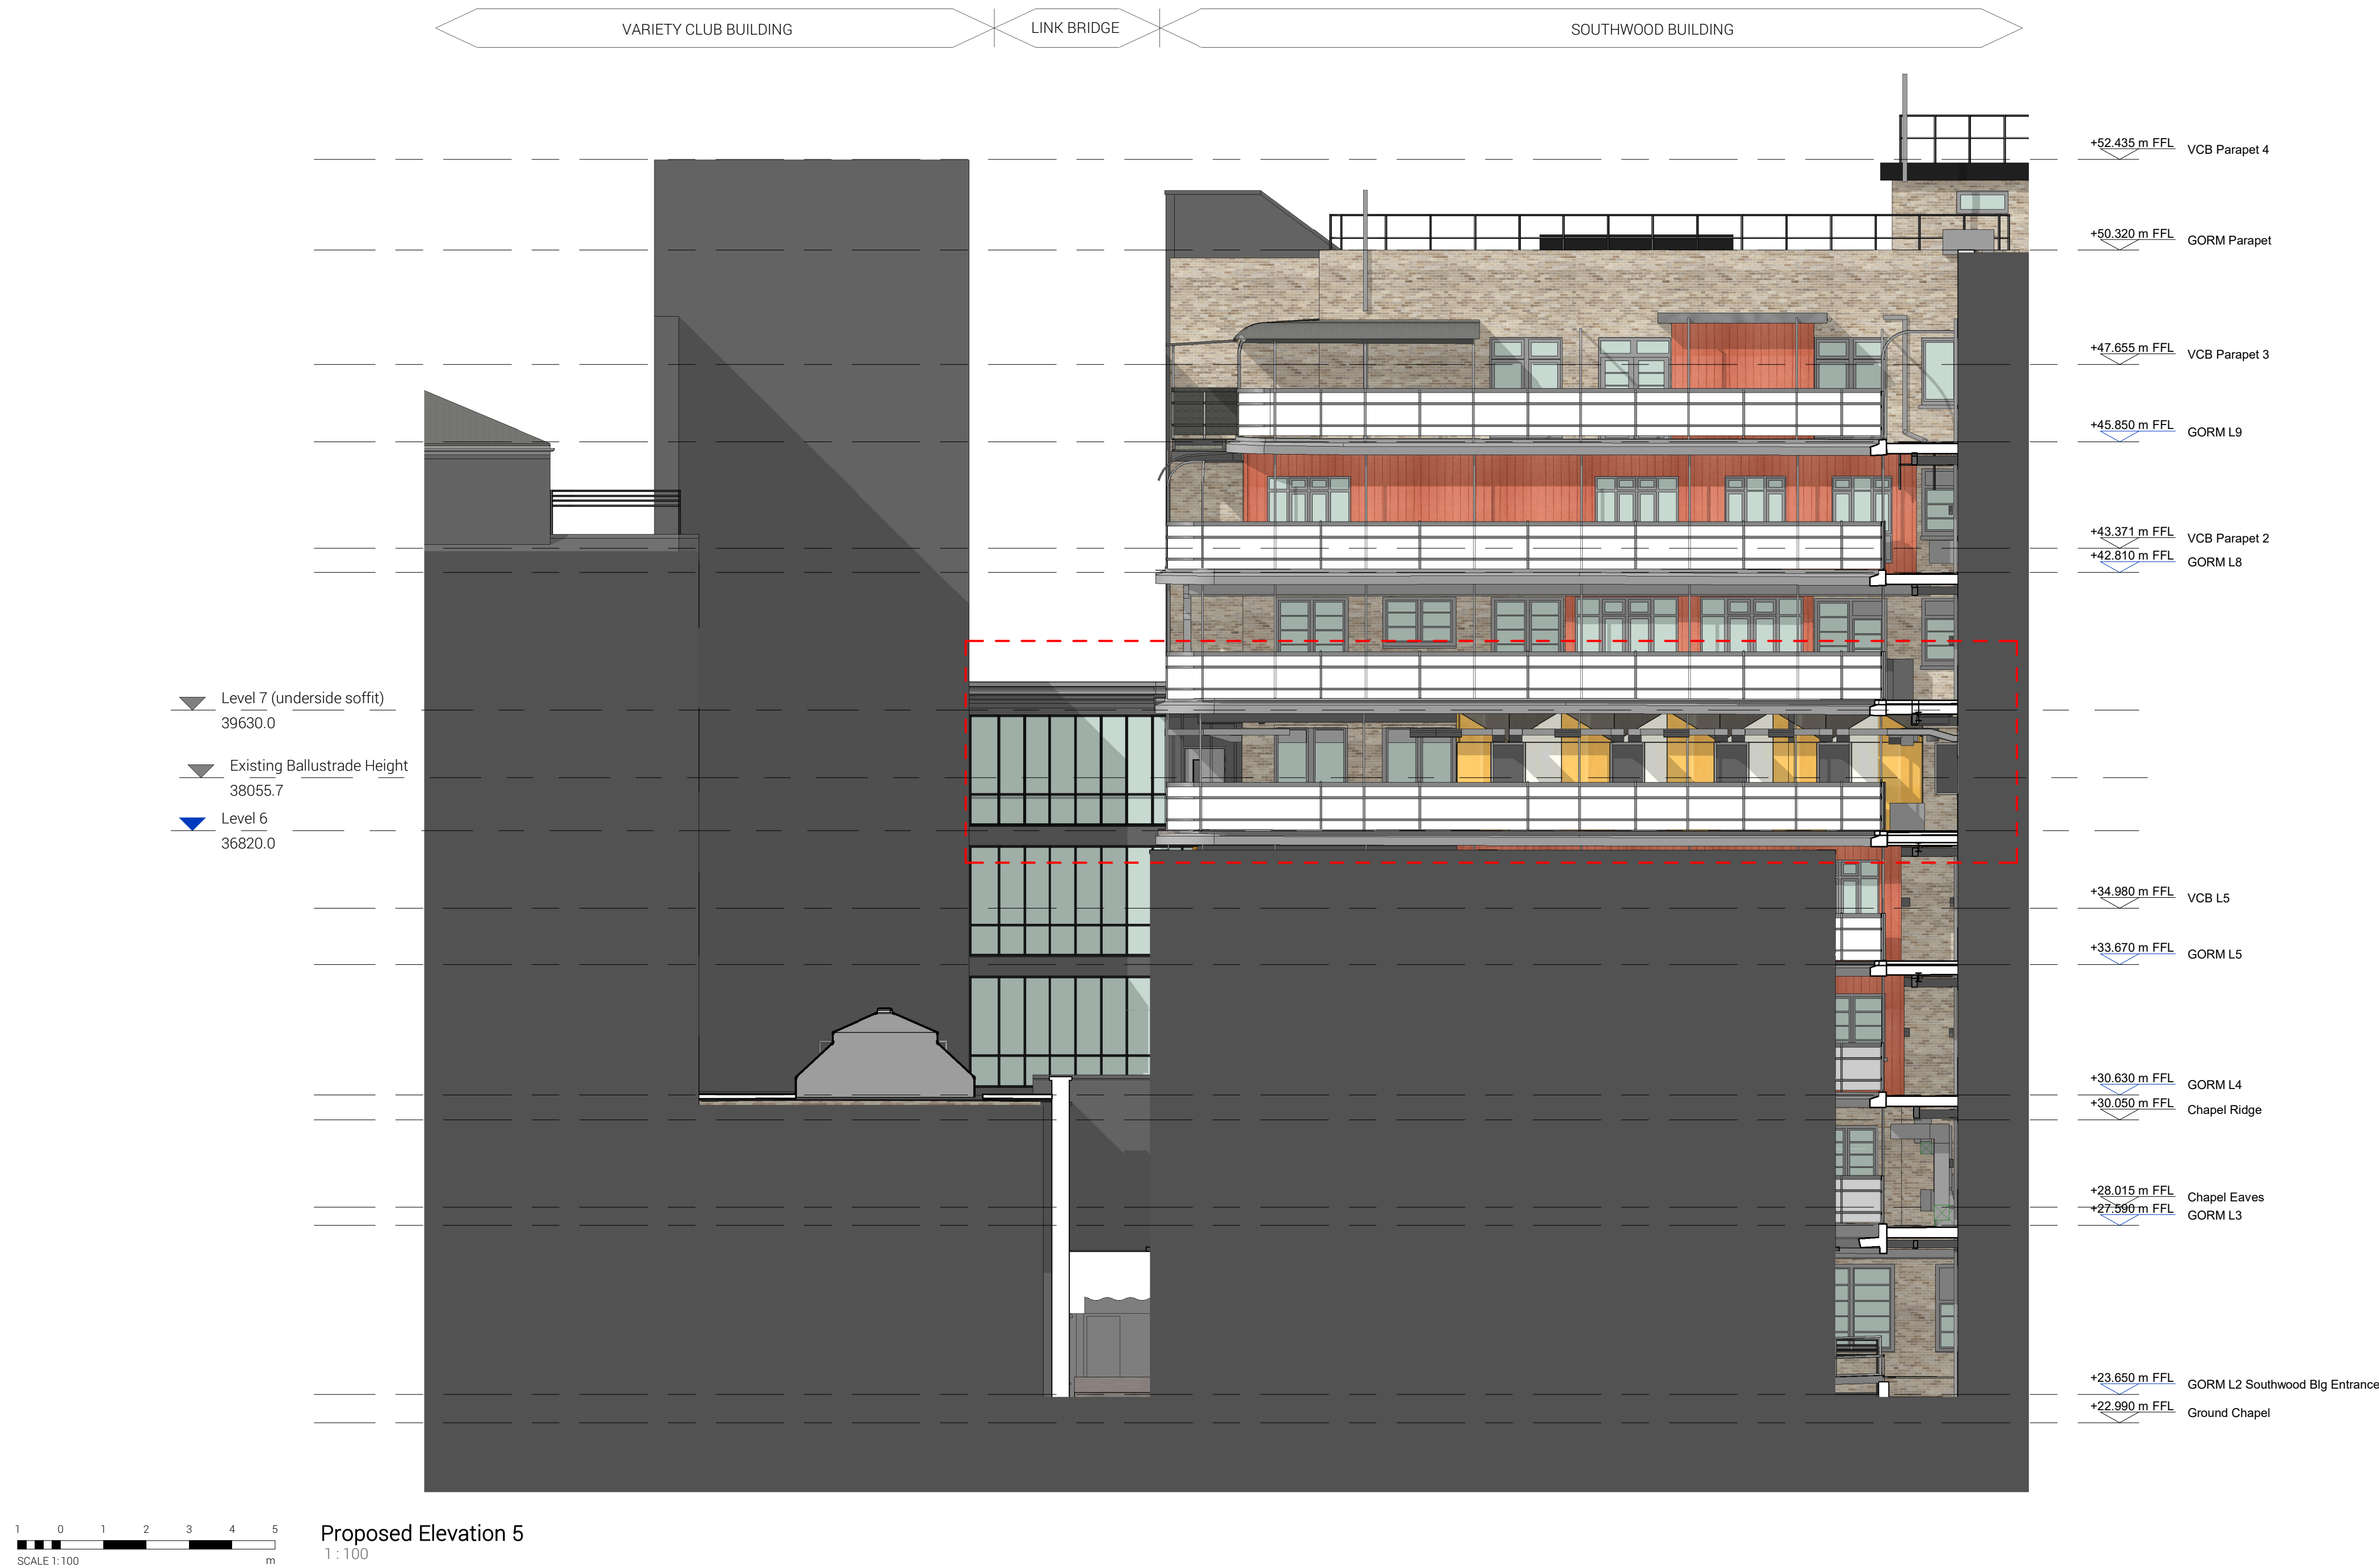 VARIETY CLUB BUILDING
LINK BRIDGE
SOUTHWOOD BUILDING
+52.435 m FFL
VCB Parapet 4
+50.320 m FFL
GORM Parapet
+47.655 m FFL
VCB Parapet 3
+45.850 m FFL
GORM L9
+43.371 m FFL
VCB Parapet 2
+42.810 m FFL
GORM L8
Level 7 (underside soffit)
39630.0
Existing Ballustrade Height
38055.7
Level 6
36820.0
+34.980 m FFL
VCB L5
+33.670 m FFL
GORM L5
+30.630 m FFL
GORM L4
+30.050 m FFL
Chapel Ridge
+28.015 m FFL
Chapel Eaves
+27.590 m FFL
GORM L3
+23.650 m FFL
GORM L2 Southwood Blg Entrance
+22.990 m FFL
Ground Chapel
1 0 1 2 3 4 5
SCALE 1:100 m
Proposed Elevation 5
1 : 100